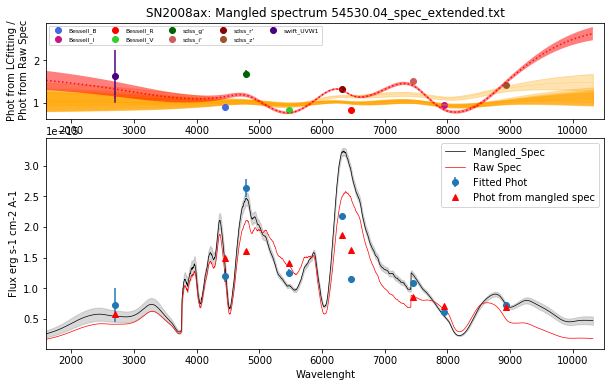 SN2008ax: Mangled spectrum 54530.04_spec_extended.txt
Phot from LCfitting /
Phot from Raw Spec
Bessell_B
Bessell_I
Bessell_R
Bessell_V
sdss_g'
sdss_i'
sdss_r'
sdss_z'
swift_UVW1
2
1
2000 3000 4000 5000 6000 7000 8000 9000 10000
1e-15
Flux erg s-1 cm-2 A-1
Mangled_Spec
Raw Spec
Fitted Phot
Phot from mangled spec
3.0
2.5
2.0
1.5
1.0
0.5
2000 3000 4000 5000 6000 7000 8000 9000 10000
Wavelenght